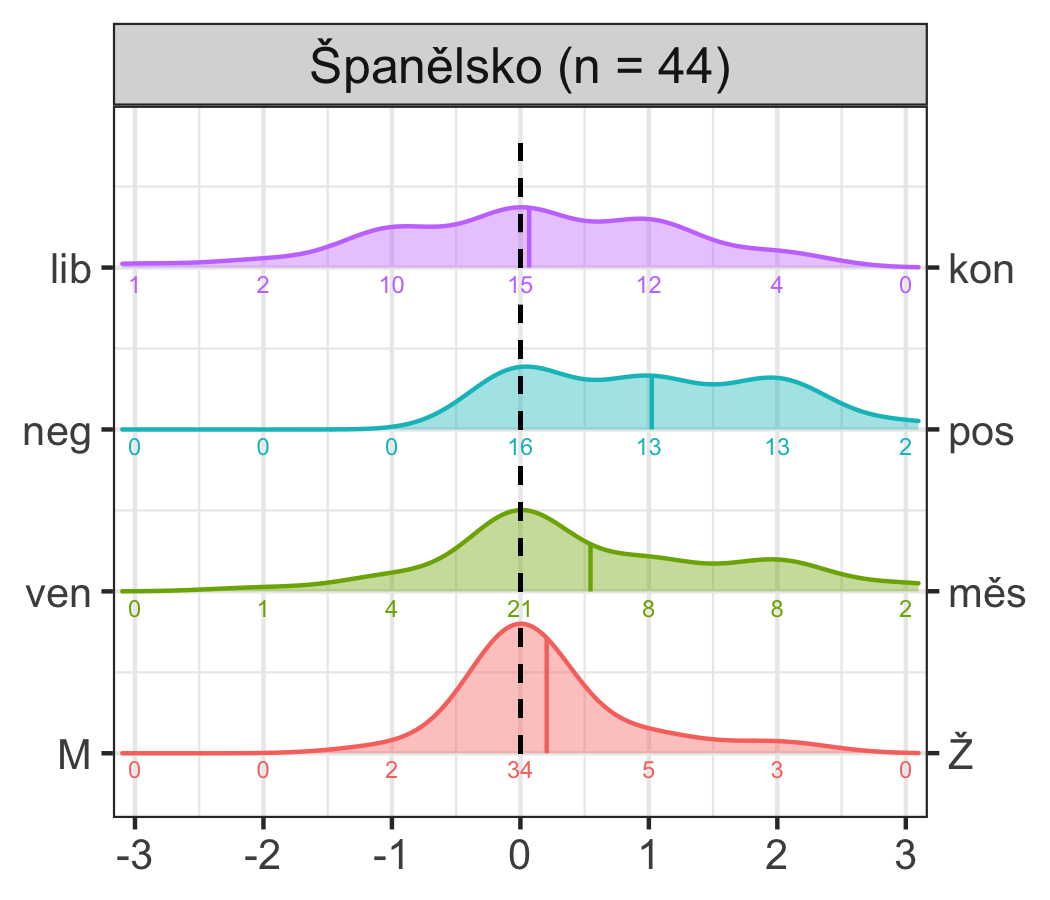 Španělsko (n = 44)
lib kon
1 2 10 15 12 4 0
neg pos
0 0 0 16 13 13 2
ven měs
0 1 4 21 8 8 2
M Ž
0 0 2 34 5 3 0
-3 -2 -1 0 1 2 3